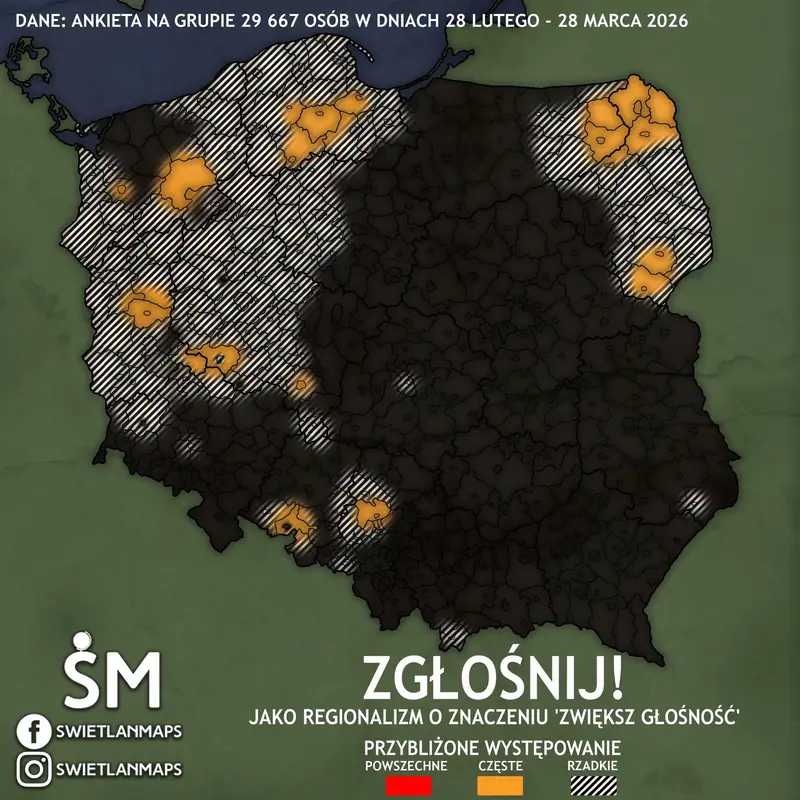 DANE: ANKIETA NA GRUPIE 29 667 OSÓB W DNIACH 28 LUTEGO - 28 MARCA 2026
ŚM
SWIETLANMAPS
SWIETLANMAPS
ZGŁOŚNIJ!
JAKO REGIONALIZM O ZNACZENIU 'ZWIĘKSZ GŁOŚNOŚĆ'
PRZYBLIŻONE WYSTĘPOWANIE
POWSZECHNE CZĘSTE RZADKIE